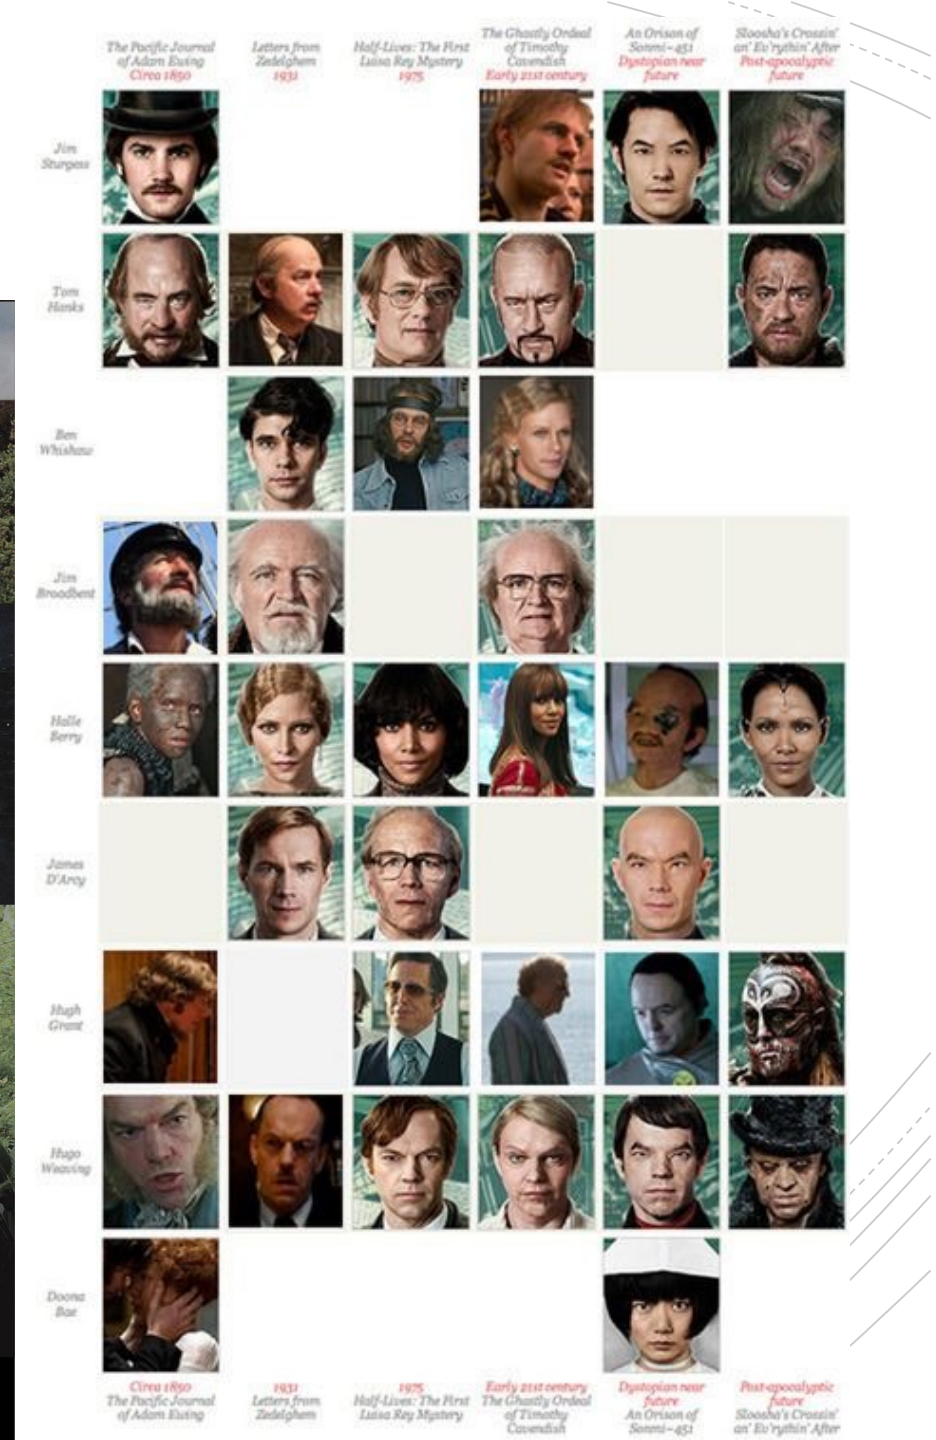 The Pacific Journal
of Adam Ewing
Circa 1850
Letters from
Zedelghem
1931
Half-Lives: The First
Luisa Rey Mystery
1975
The Ghastly Ordeal
of Timothy
Cavendish
Early 21st century
An Orison of
Sonmi~451
Dystopian near
future
Sloosha's Crossin'
an' Ev'rythin' After
Post-apocalyptic
future
Jim
Sturgess
Tom
Hanks
Ben
Whishaw
Jim
Broadbent
Halle
Berry
James
D'Arcy
Hugh
Grant
Hugo
Weaving
Doona
Bae
Circa 1850
The Pacific Journal
of Adam Ewing
1931
Letters from
Zedelghem
1975
Half-Lives: The First
Luisa Rey Mystery
Early 21st century
The Ghastly Ordeal
of Timothy
Cavendish
Dystopian near
future
An Orison of
Sonmi~451
Post-apocalyptic
future
Sloosha's Crossin'
an' Ev'rythin' After